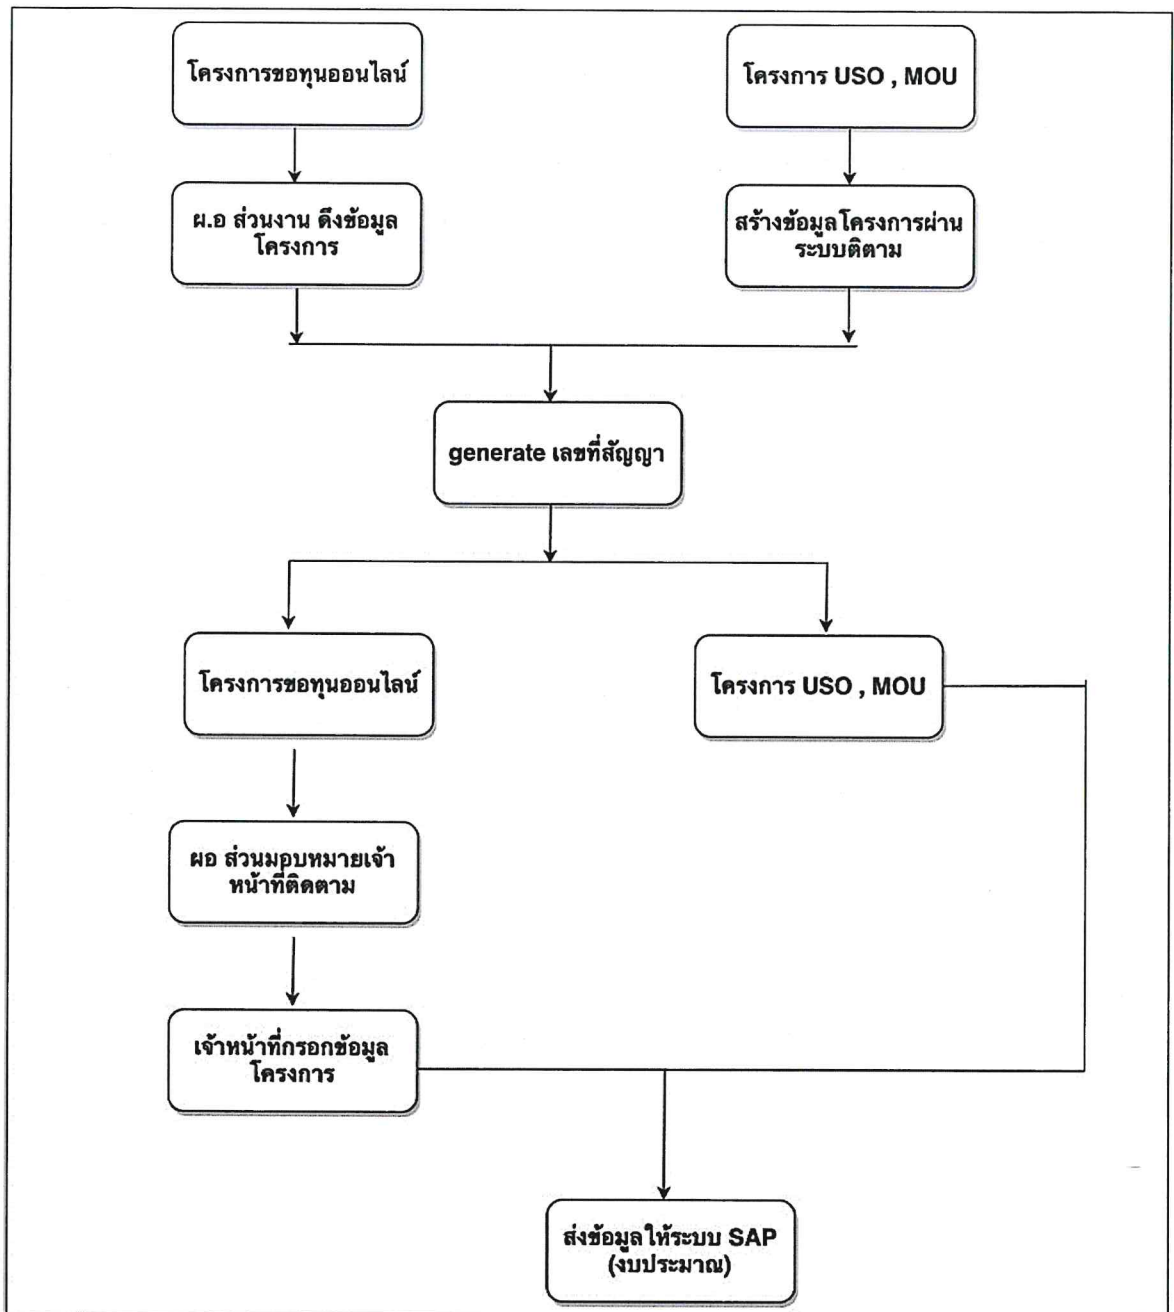 โครงการขอทุนออนไลน์
โครงการ USO , MOU
ผ.อ ส่วนงาน ดึงข้อมูล
โครงการ
สร้างข้อมูลโครงการผ่าน
ระบบติตาม
generate เลขที่สัญญา
โครงการขอทุนออนไลน์
โครงการ USO , MOU
ผอ ส่วนมอบหมายเจ้า
หน้าที่ติดตาม
เจ้าหน้าที่กรอกข้อมูล
โครงการ
ส่งข้อมูลให้ระบบ SAP
(งบประมาณ)